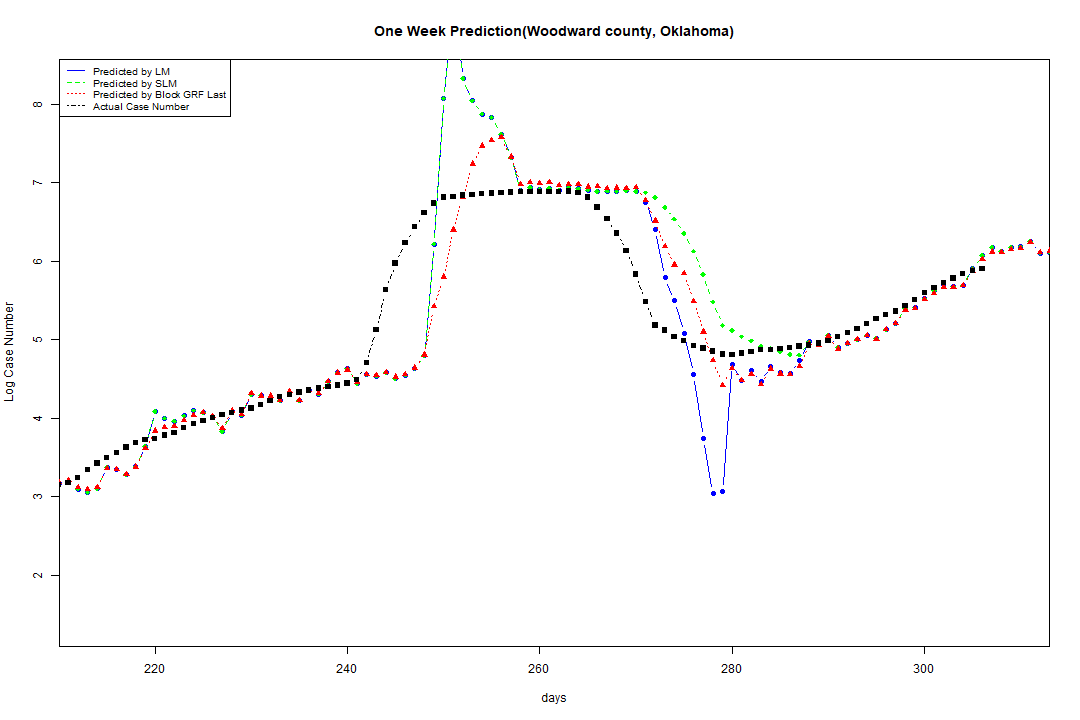 One Week Prediction(Woodward county, Oklahoma)
Predicted by LM
Predicted by SLM
Predicted by Block GRF Last
Actual Case Number
Log Case Number
8
7
6
5
4
3
2
220 240 260 280 300
days